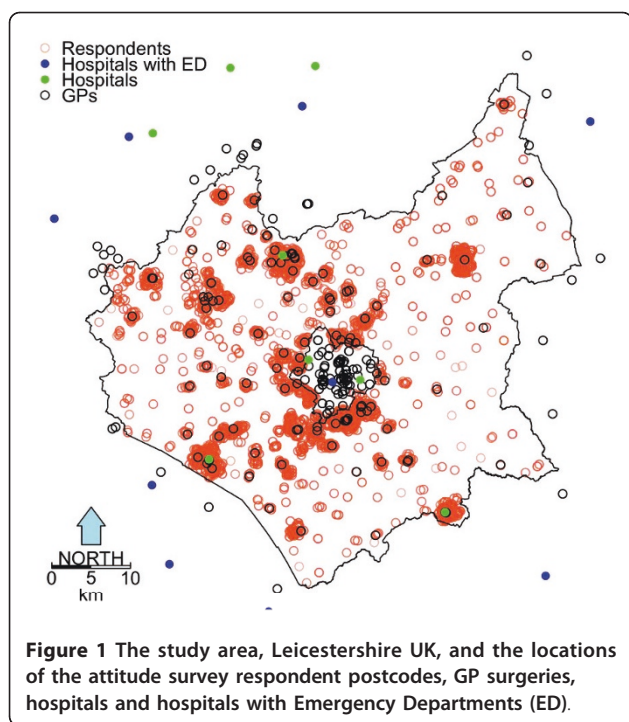 Respondents
Hospitals with ED
Hospitals
GPs
NORTH
0 5 10
km
Figure 1 The study area, Leicestershire UK, and the locations
of the attitude survey respondent postcodes, GP surgeries,
hospitals and hospitals with Emergency Departments (ED).